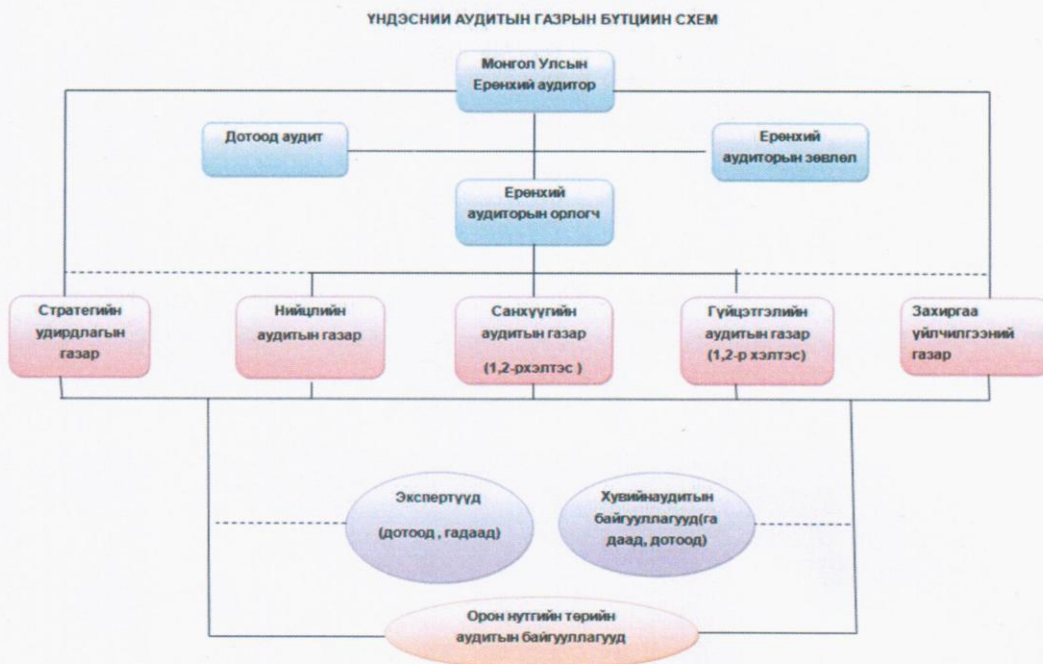 ҮНДЭСНИЙ АУДИТЫН ГАЗРЫН БҮТЦИЙН СХЕМ
Монгол Улсын
Ерөнхий аудитор
Дотоод аудит
Ерөнхий
аудиторын зөвлөл
Ерөнхий
аудиторын орлогч
Стратегийн
удирдлагын
газар
Нийцлийн
аудитын газар
Санхүүгийн
аудитын газар
(1,2-рхэлтэс )
Гүйцэтгэлийн
аудитын газар
(1,2-р хэлтэс)
Захиргаа
үйлчилгээний
газар
Экспертүүд
(дотоод , гадаад)
Хувийнаудитын
байгууллагууд(га
даад, дотоод)
Орон нутгийн төрийн
аудитын байгууллагууд